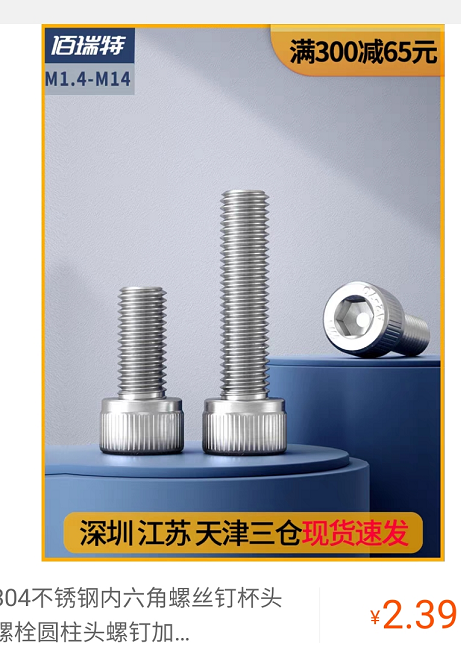 佰瑞特
M1.4-M14
满300减65元
深圳 江苏 天津三仓现货速发
304不锈钢内六角螺丝钉杯头
螺栓圆柱头螺钉加...
¥2.39